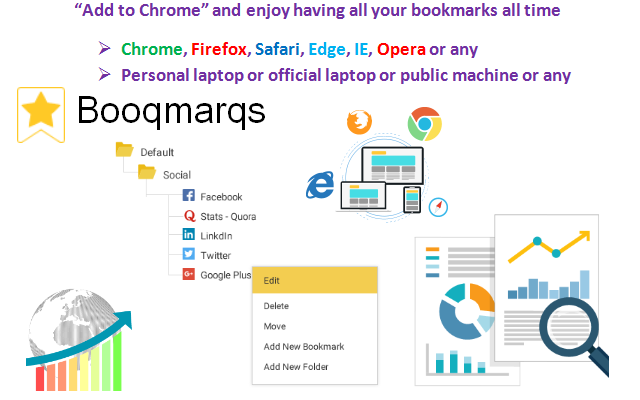 “Add to Chrome” and enjoy having all your bookmarks all time
Chrome, Firefox, Safari, Edge, IE, Opera or any
Personal laptop or official laptop or public machine or any
Booqmarqs
Default
Social
Facebook
Stats - Quora
LinkdIn
Twitter
Google Plus
Edit
Delete
Move
Add New Bookmark
Add New Folder